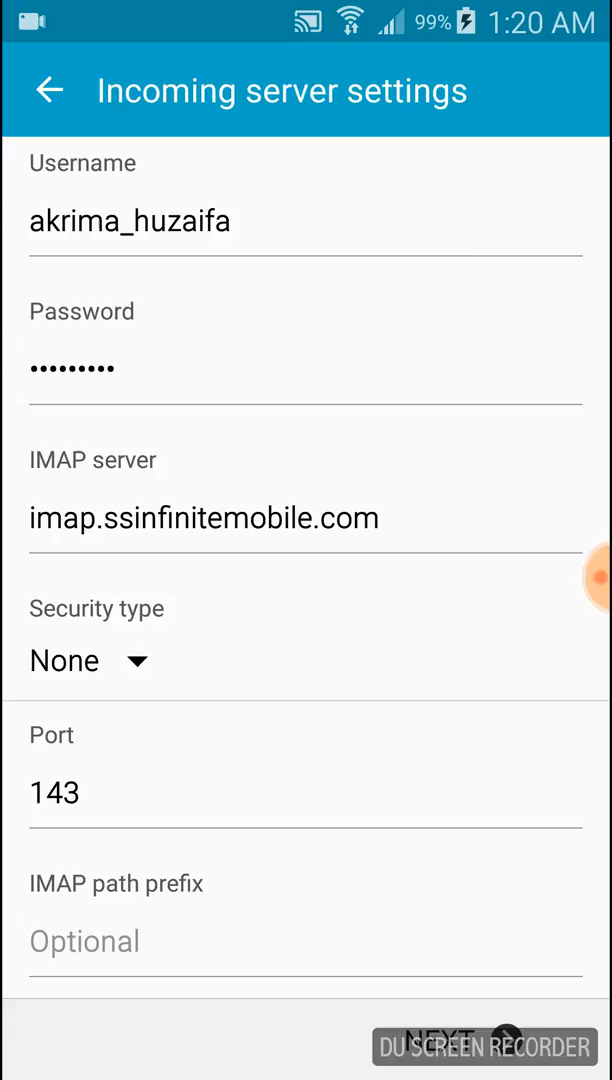 99% 1:20 AM
Incoming server settings
Username
akrima_huzaifa
Password
•••••••••
IMAP server
imap.ssinfinitemobile.com
Security type
None
Port
143
IMAP path prefix
Optional
NEXT
DU SCREEN RECORDER